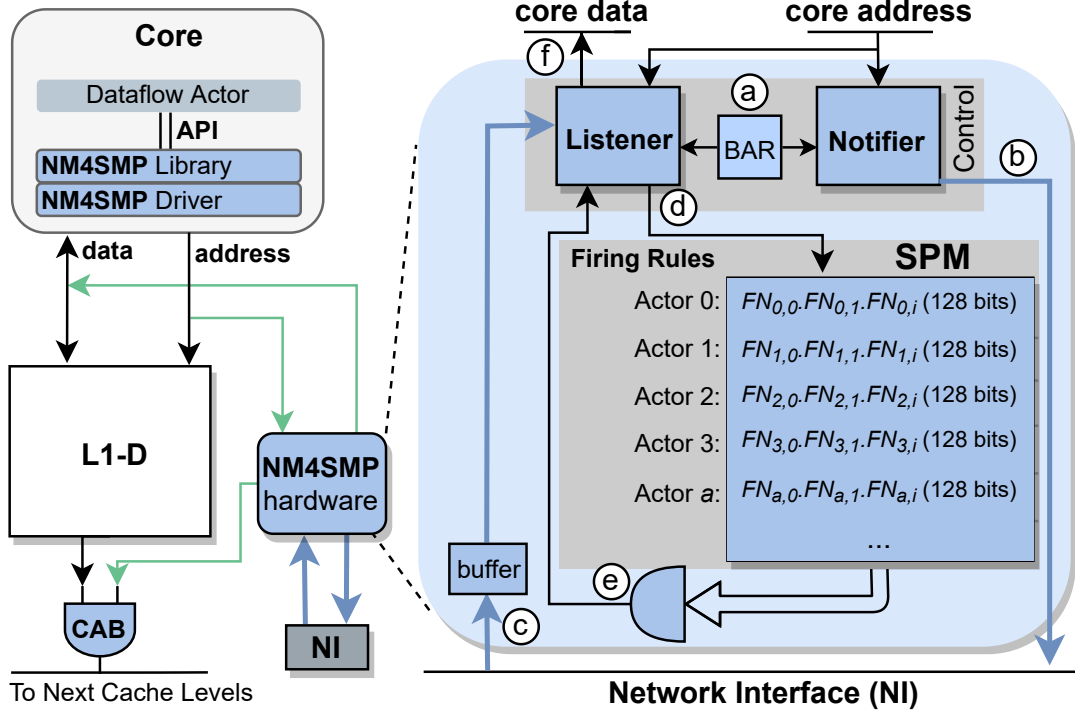 Core
Dataflow Actor
API
NM4SMP Library
NM4SMP Driver
data
address
L1-D
NM4SMP
hardware
CAB
NI
To Next Cache Levels
core data
core address
f
a
Listener
BAR
Notifier
Control
b
d
Firing Rules
SPM
Actor 0: FN0,0.FN0,1.FN0,i (128 bits)
Actor 1: FN1,0.FN1,1.FN1,i (128 bits)
Actor 2: FN2,0.FN2,1.FN2,i (128 bits)
Actor 3: FN3,0.FN3,1.FN3,i (128 bits)
Actor a: FNa,0.FNa,1.FNa,i (128 bits)
...
buffer
e
c
Network Interface (NI)